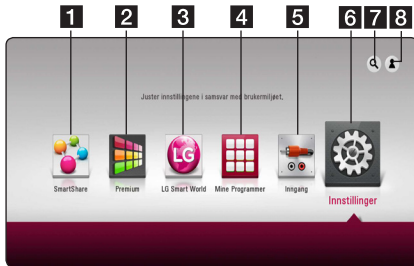 1 2 3 4 5 6 7 8
Juster innstillingene i samsvar med brukermiljøet.
LG
SmartShare Premium LG Smart World Mine Programmer Inngang Innstillinger